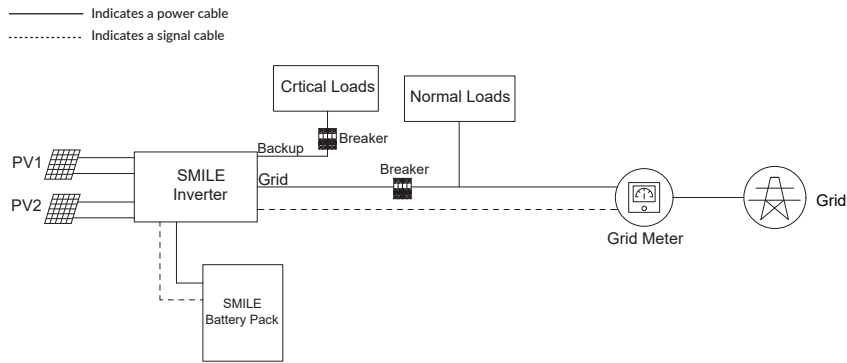 Indicates a power cable
Indicates a signal cable
Crtical Loads
Normal Loads
Breaker
Backup
PV1
SMILE
Inverter
Breaker
Grid
PV2
Grid
Grid Meter
SMILE
Battery Pack